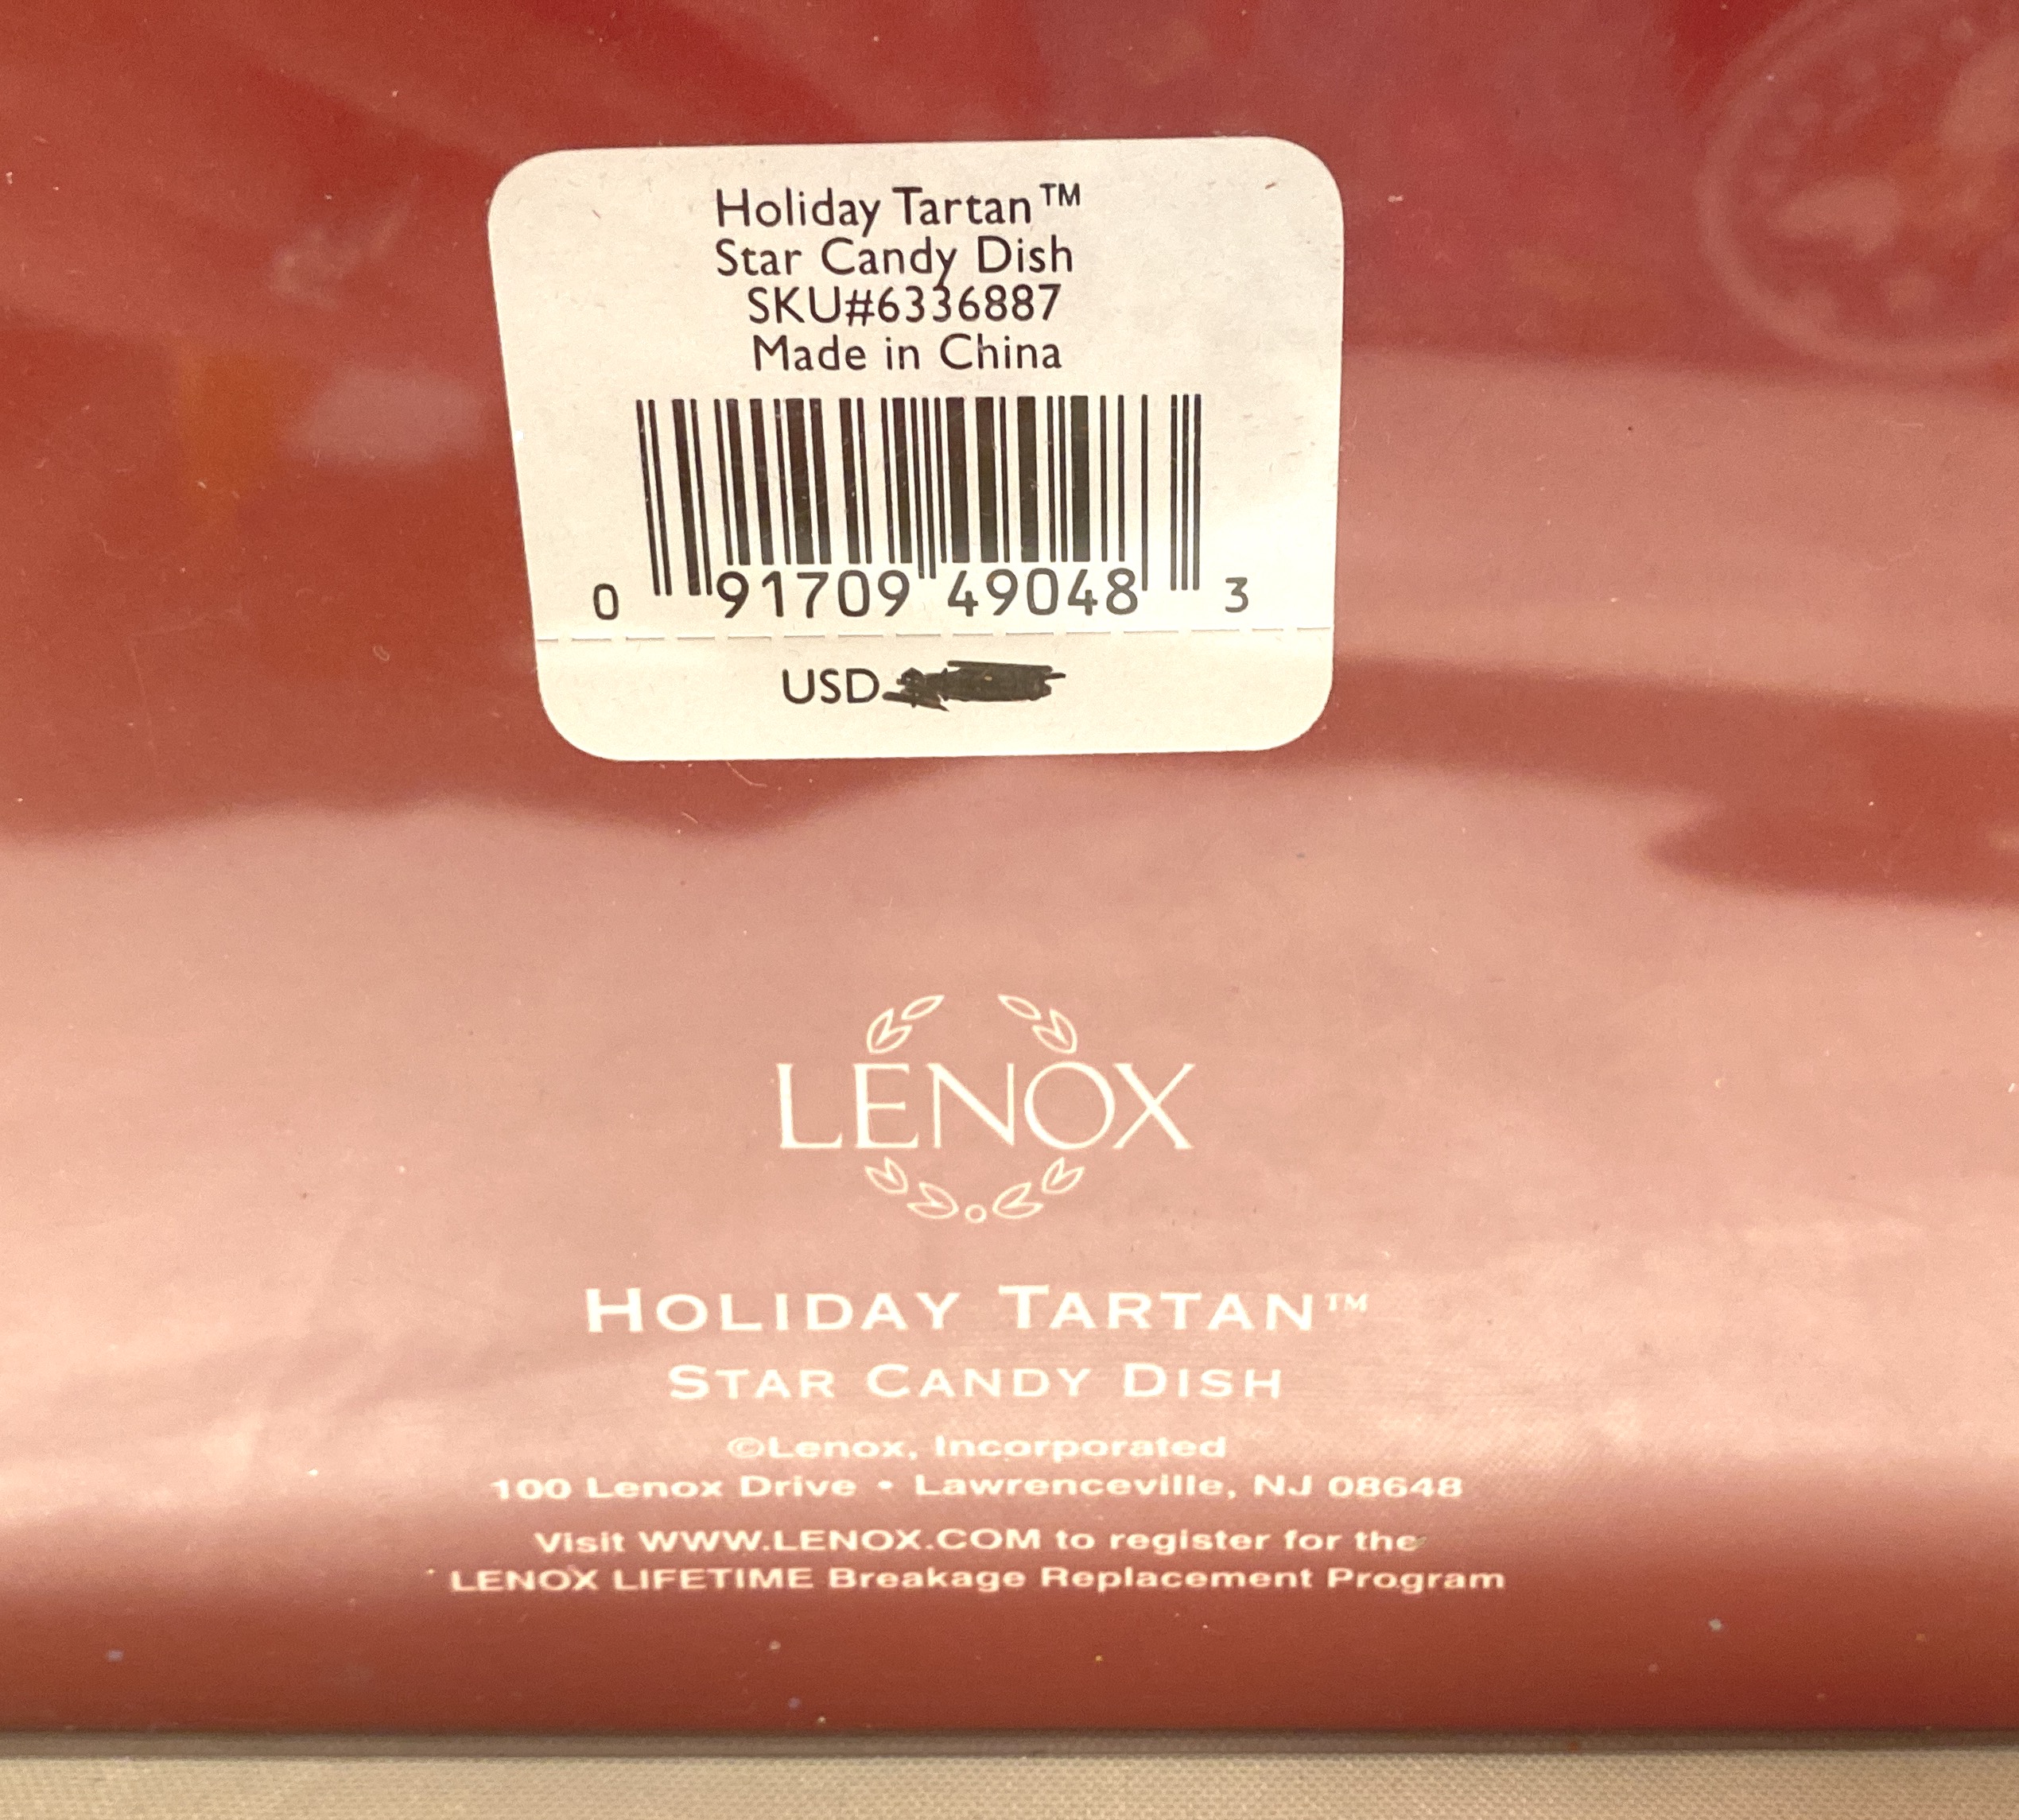 Holiday Tartan™
Star Candy Dish
SKU#6336887
Made in China
0 91709 49048 3
USD
LENOX
HOLIDAY TARTAN™
STAR CANDY DISH
©Lenox, Incorporated
100 Lenox Drive • Lawrenceville, NJ 08648
Visit WWW.LENOX.COM to register for the
LENOX LIFETIME Breakage Replacement Program